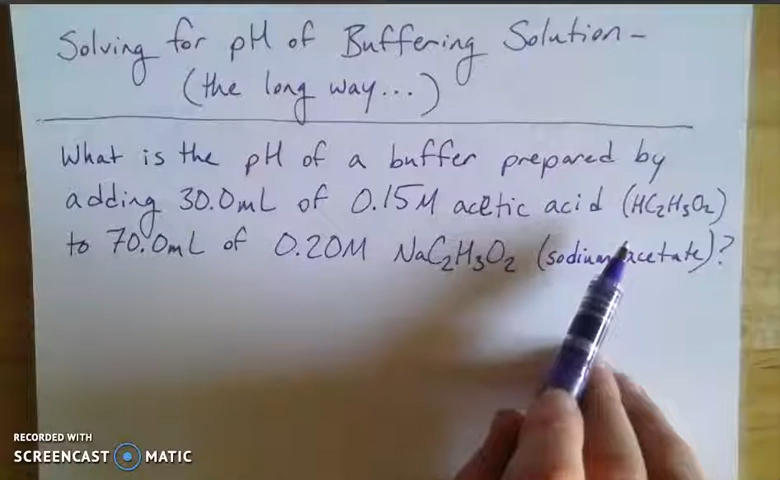 Solving for pH of Buffering Solution -
(the long way...)
What is the pH of a buffer prepared by
adding 30.0mL of 0.15M acetic acid (HC₂H₃O₂)
to 70.0mL of 0.20M NaC₂H₃O₂ (sodium acetate)?
RECORDED WITH
SCREENCAST MATIC